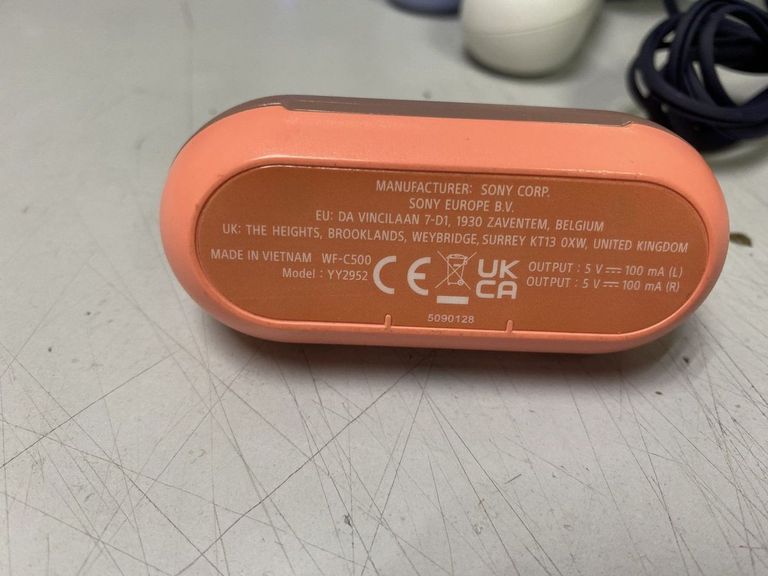 MANUFACTURER: SONY CORP.
SONY EUROPE B.V.
EU: DA VINCILAAN 7-D1, 1930 ZAVENTEM, BELGIUM
UK: THE HEIGHTS, BROOKLANDS, WEYBRIDGE, SURREY KT13 0XW, UNITED KINGDOM
MADE IN VIETNAM WF-C500
Model : YY2952
CE
UK
CA
OUTPUT : 5 V ⎓ 100 mA (L)
OUTPUT : 5 V ⎓ 100 mA (R)
5090128